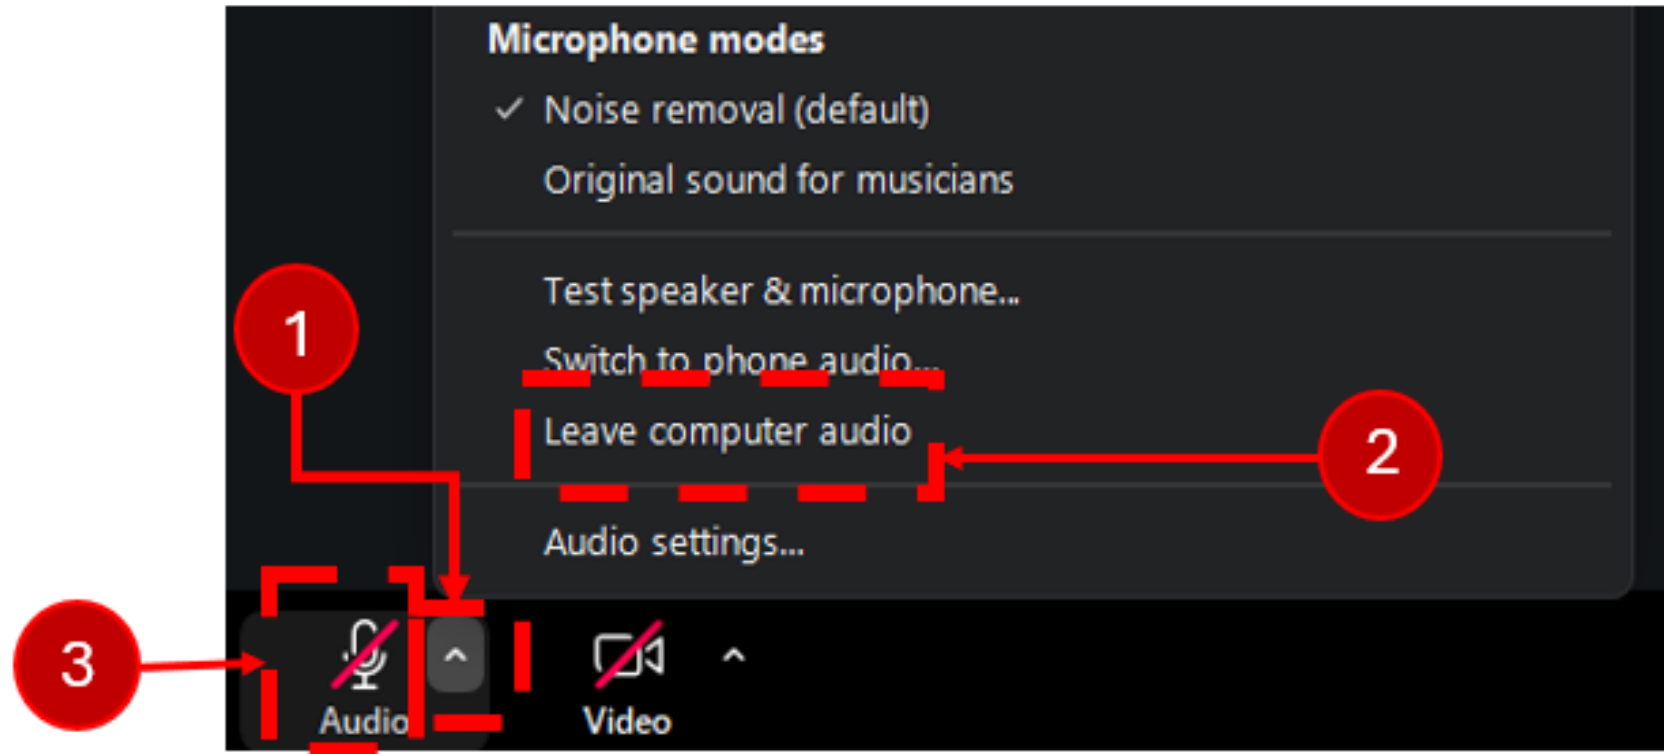 Microphone modes
Noise removal (default)
Original sound for musicians
Test speaker & microphone...
1
Switch to phone audio...
Leave computer audio
2
Audio settings...
3
Audio
Video